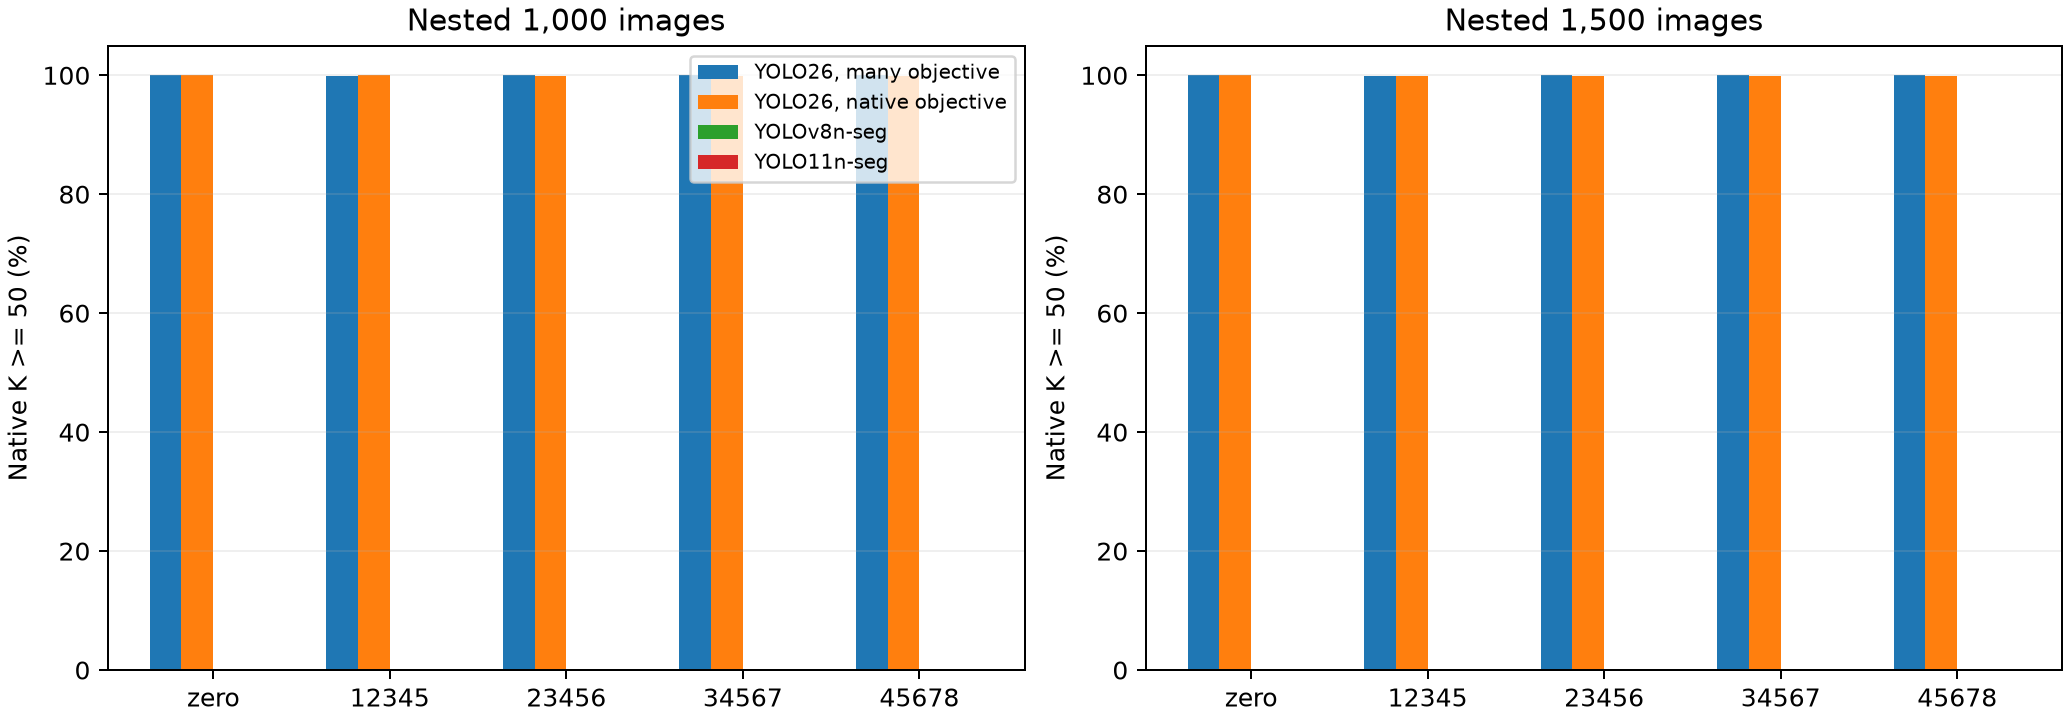 Nested 1,000 images
Native K >= 50 (%)
100
80
60
40
20
0
YOLO26, many objective
YOLO26, native objective
YOLOv8n-seg
YOLO11n-seg
zero 12345 23456 34567 45678
Nested 1,500 images
Native K >= 50 (%)
100
80
60
40
20
0
zero 12345 23456 34567 45678